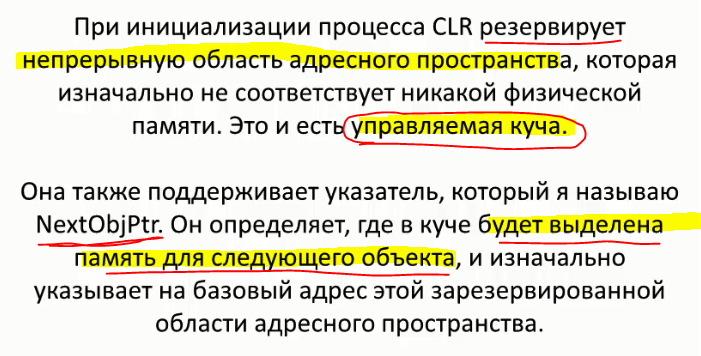 При инициализации процесса CLR резервирует
непрерывную область адресного пространства, которая
изначально не соответствует никакой физической
памяти. Это и есть управляемая куча.
Она также поддерживает указатель, который я называю
NextObjPtr. Он определяет, где в куче будет выделена
память для следующего объекта, и изначально
указывает на базовый адрес этой зарезервированной
области адресного пространства.